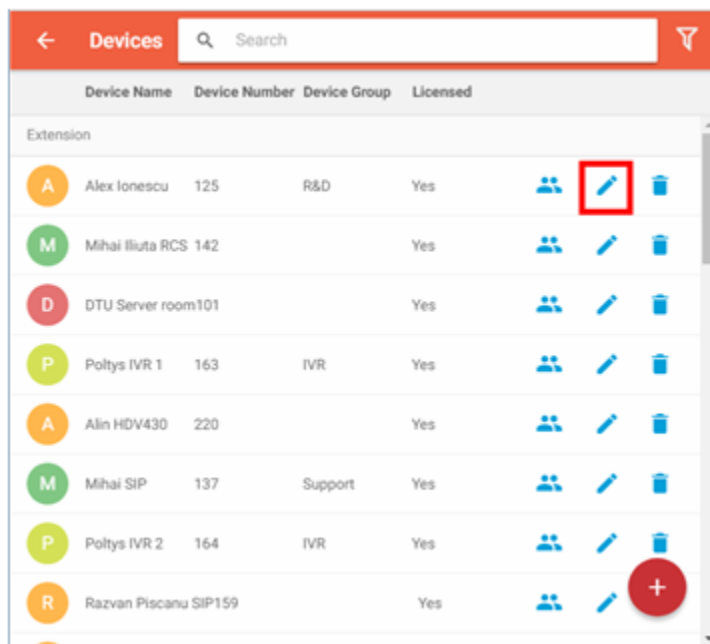 Devices Search
Device Name Device Number Device Group Licensed
Extension
A Alex Ionescu 125 R&D Yes
M Mihai Iliuta RCS 142 Yes
D DTU Server room101 Yes
P Poltys IVR 1 163 IVR Yes
A Alin HDV430 220 Yes
M Mihai SIP 137 Support Yes
P Poltys IVR 2 164 IVR Yes
R Razvan Piscanu SIP159 Yes